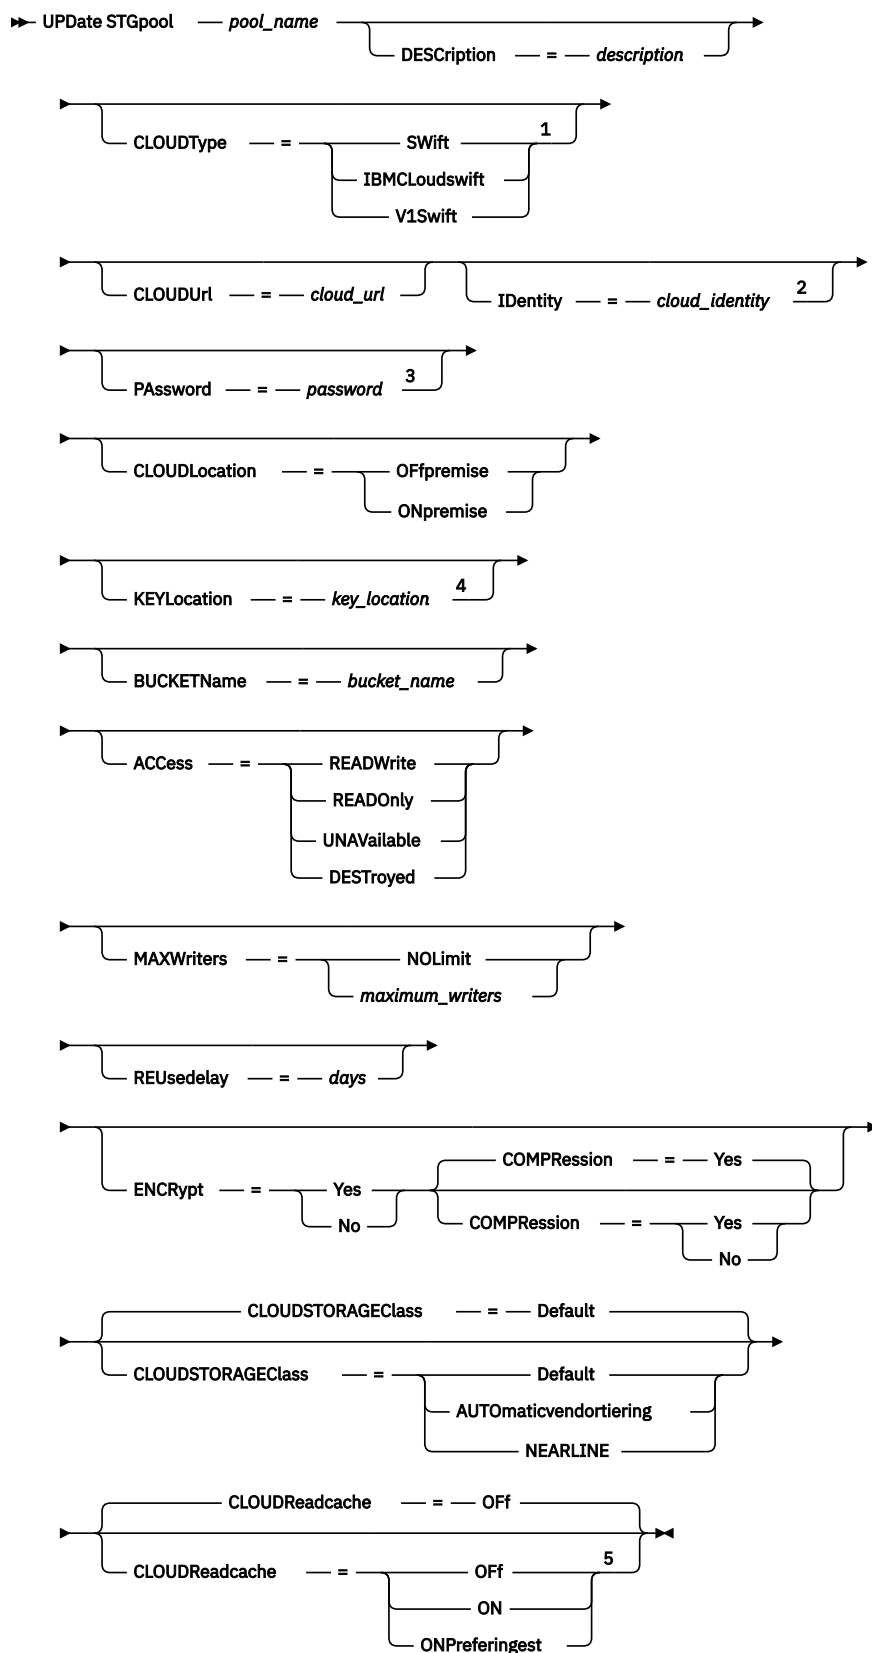 UPDate STGpool pool_name
DESCription = description
CLOUDType = SWift 1
IBMCLoudswift
V1Swift
CLOUDUrl = cloud_url IDentity = cloud_identity 2
PAssword = password 3
CLOUDLocation = OFfpremise
ONpremise
KEYLocation = key_location 4
BUCKETName = bucket_name
ACCess = READWrite
READOnly
UNAVailable
DESTroyed
MAXWriters = NOLimit
maximum_writers
REUsedelay = days
COMPRession = Yes
ENCRypt = Yes
No
COMPRession = Yes
No
CLOUDSTORAGEClass = Default
CLOUDSTORAGEClass = Default
AUTOmaticvendortiering
NEARLINE
CLOUDReadcache = OFf
CLOUDReadcache = OFf 5
ON
ONPreferingest